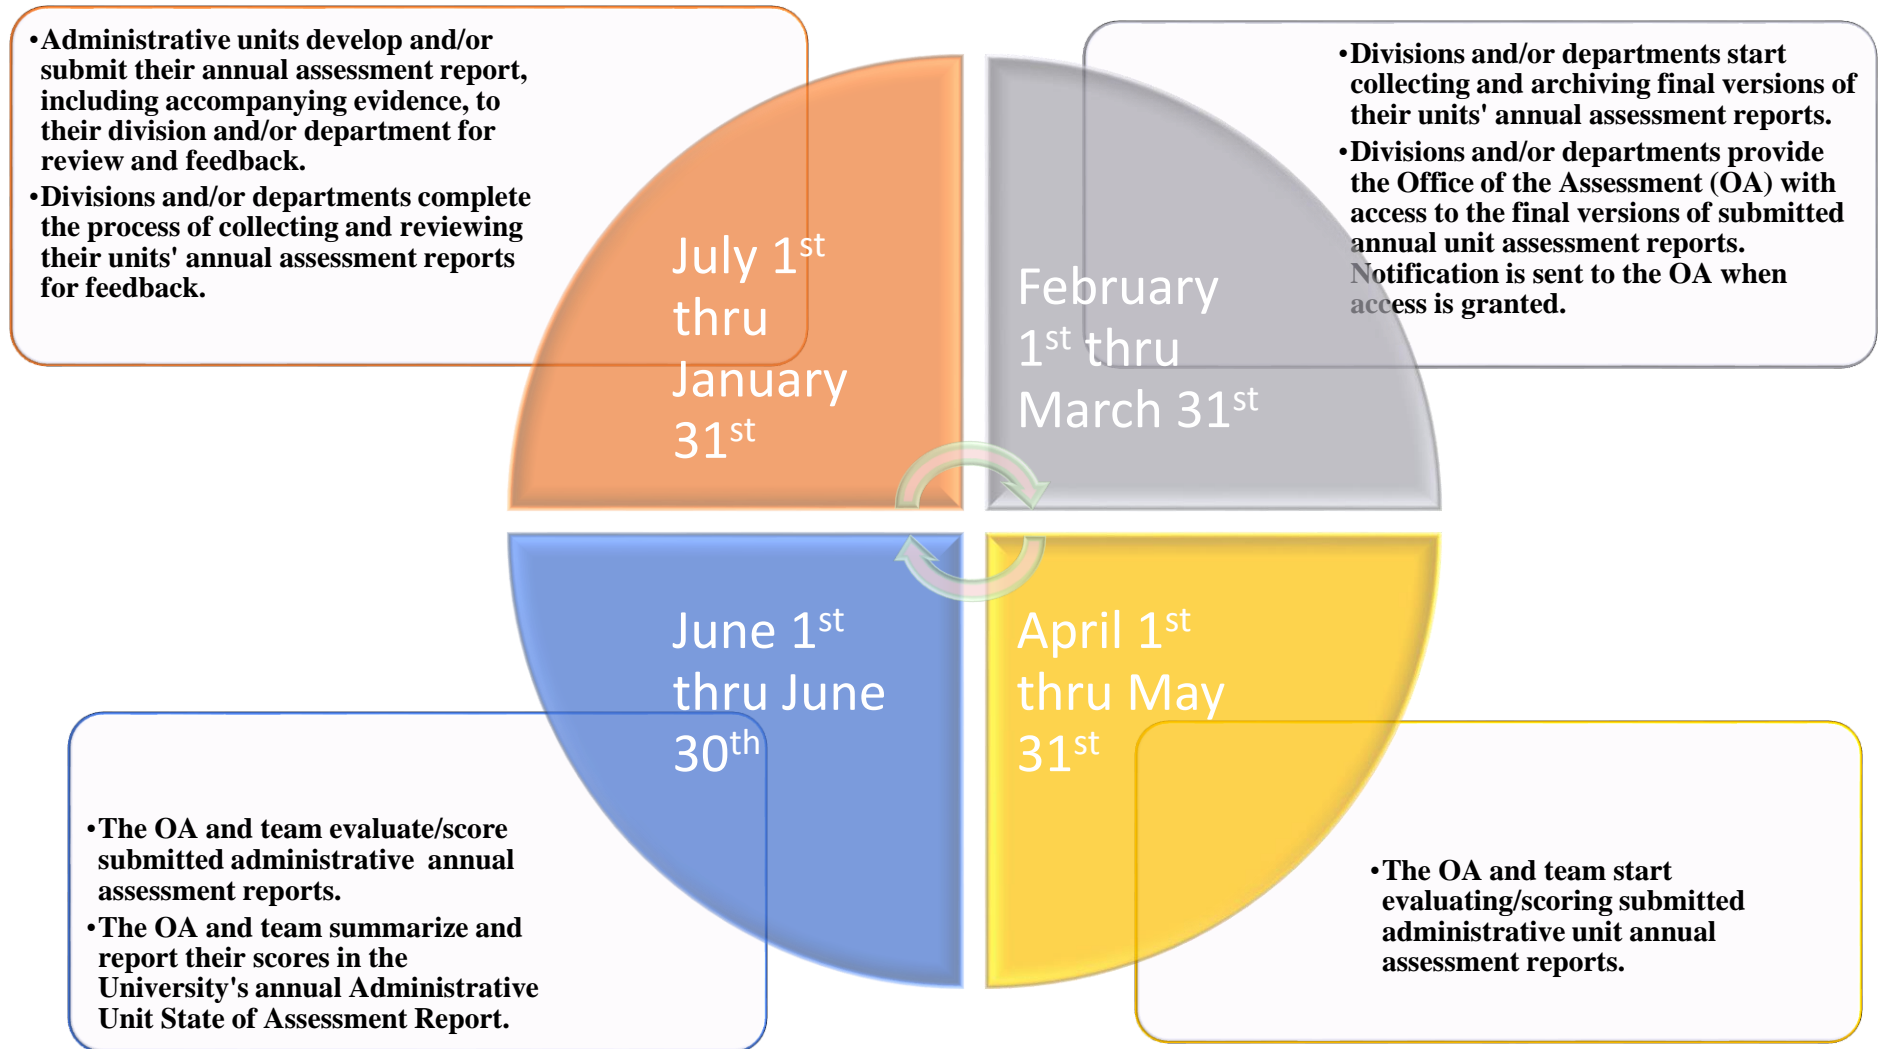 •Administrative units develop and/or
submit their annual assessment report,
including accompanying evidence, to
their division and/or department for
review and feedback.
•Divisions and/or departments complete
the process of collecting and reviewing
their units' annual assessment reports
for feedback.
July 1st
thru
January
31st
•Divisions and/or departments start
collecting and archiving final versions of
their units' annual assessment reports.
•Divisions and/or departments provide
the Office of the Assessment (OA) with
access to the final versions of submitted
annual unit assessment reports.
Notification is sent to the OA when
access is granted.
February
1st thru
March 31st
June 1st
thru June
30th
•The OA and team evaluate/score
submitted administrative  annual
assessment reports.
•The OA and team summarize and
report their scores in the
University's annual Administrative
Unit State of Assessment Report.
April 1st
thru May
31st
•The OA and team start
evaluating/scoring submitted
administrative unit annual
assessment reports.